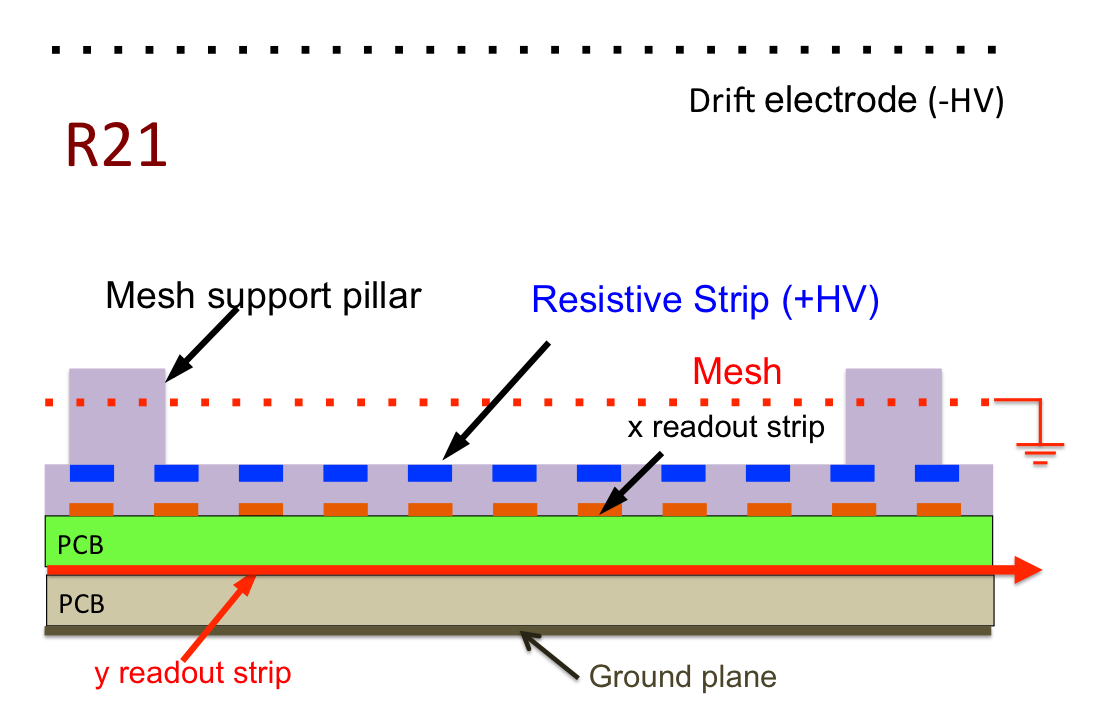 Drift electrode (-HV)
R21
Mesh support pillar
Resistive Strip (+HV)
Mesh
x readout strip
PCB
PCB
y readout strip
Ground plane